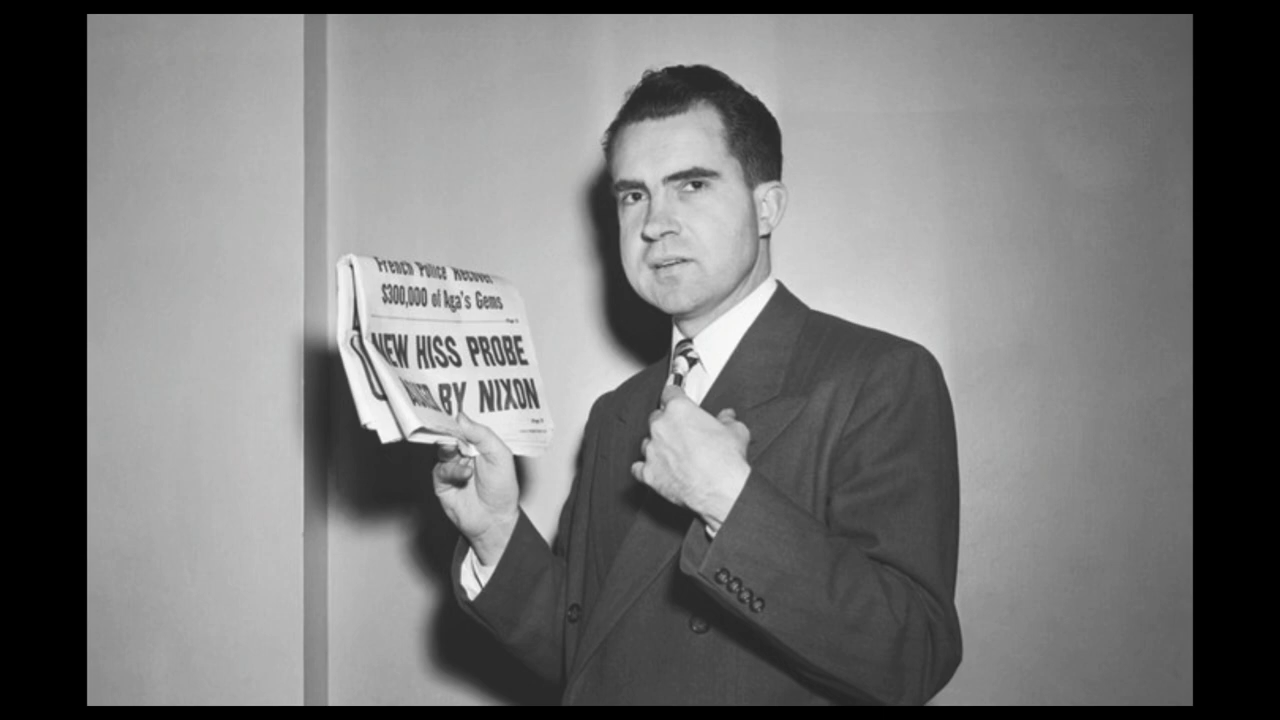 French Police Recover
$300,000 of Aga's Gems
NEW HISS PROBE
BY NIXON